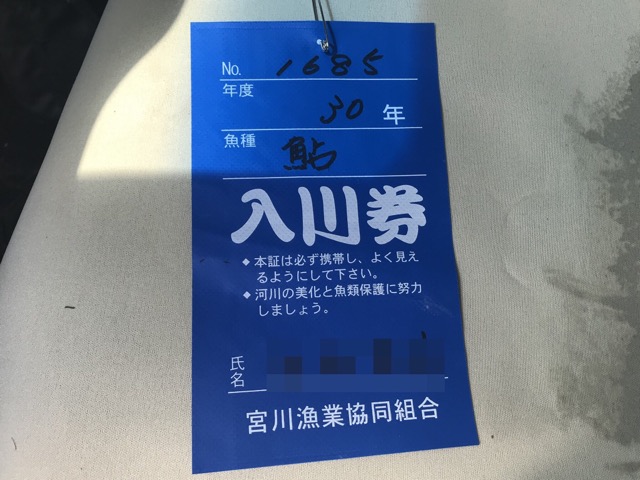 No. 1685
年度
30年
魚種
鮎
入川券
◆本証は必ず携帯し、よく見え
るようにして下さい。
◆河川の美化と魚類保護に努力
しましょう。
氏名
宮川漁業協同組合